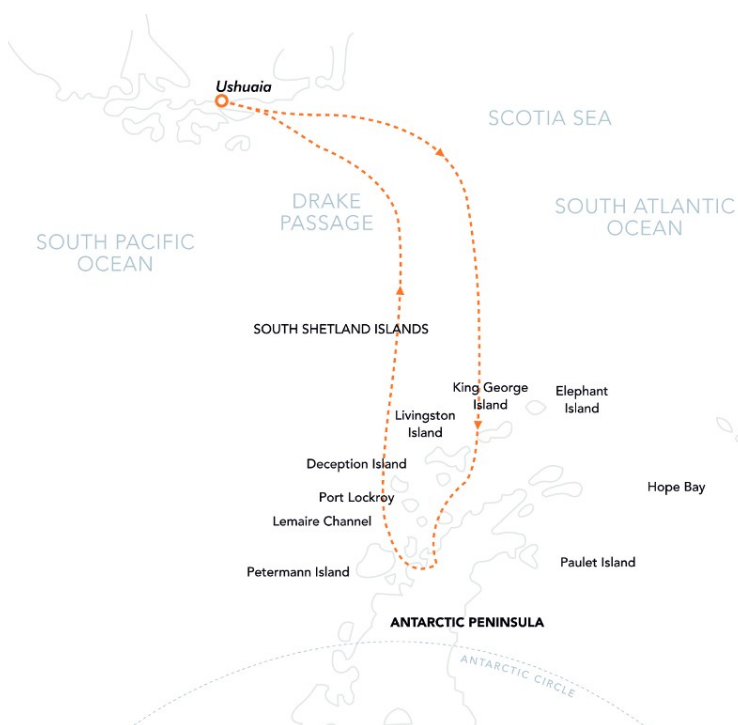 Ushuaia
SCOTIA SEA
DRAKE
PASSAGE
SOUTH ATLANTIC
OCEAN
SOUTH PACIFIC
OCEAN
SOUTH SHETLAND ISLANDS
King George
Island
Elephant
Island
Livingston
Island
Deception Island
Hope Bay
Port Lockroy
Lemaire Channel
Paulet Island
Petermann Island
ANTARCTIC PENINSULA
ANTARCTIC CIRCLE